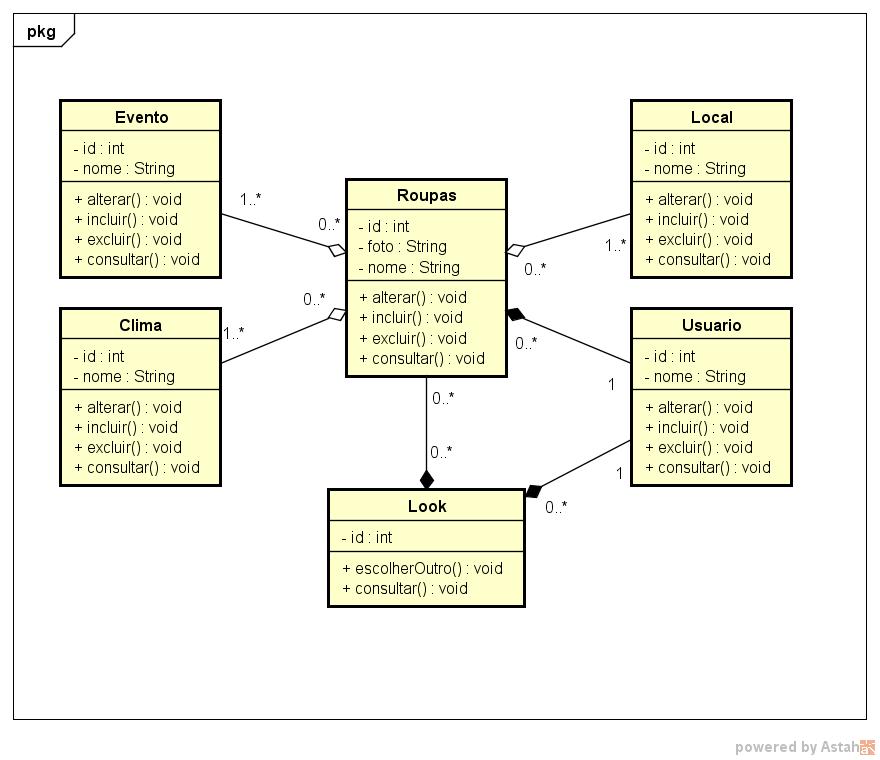 pkg
Evento
- id : int
- nome : String
+ alterar() : void
+ incluir() : void
+ excluir() : void
+ consultar() : void
Local
- id : int
- nome : String
+ alterar() : void
+ incluir() : void
+ excluir() : void
+ consultar() : void
Roupas
- id : int
- foto : String
- nome : String
+ alterar() : void
+ incluir() : void
+ excluir() : void
+ consultar() : void
1..*
0..*
1..*
0..*
0..*
1..*
0..*
1
Clima
- id : int
- nome : String
+ alterar() : void
+ incluir() : void
+ excluir() : void
+ consultar() : void
Usuario
- id : int
- nome : String
+ alterar() : void
+ incluir() : void
+ excluir() : void
+ consultar() : void
0..*
0..*
1
0..*
Look
- id : int
+ escolherOutro() : void
+ consultar() : void
powered by Astah